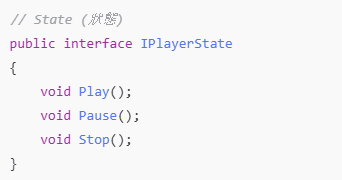 // State (狀態)
public interface IPlayerState
{
    void Play();
    void Pause();
    void Stop();
}